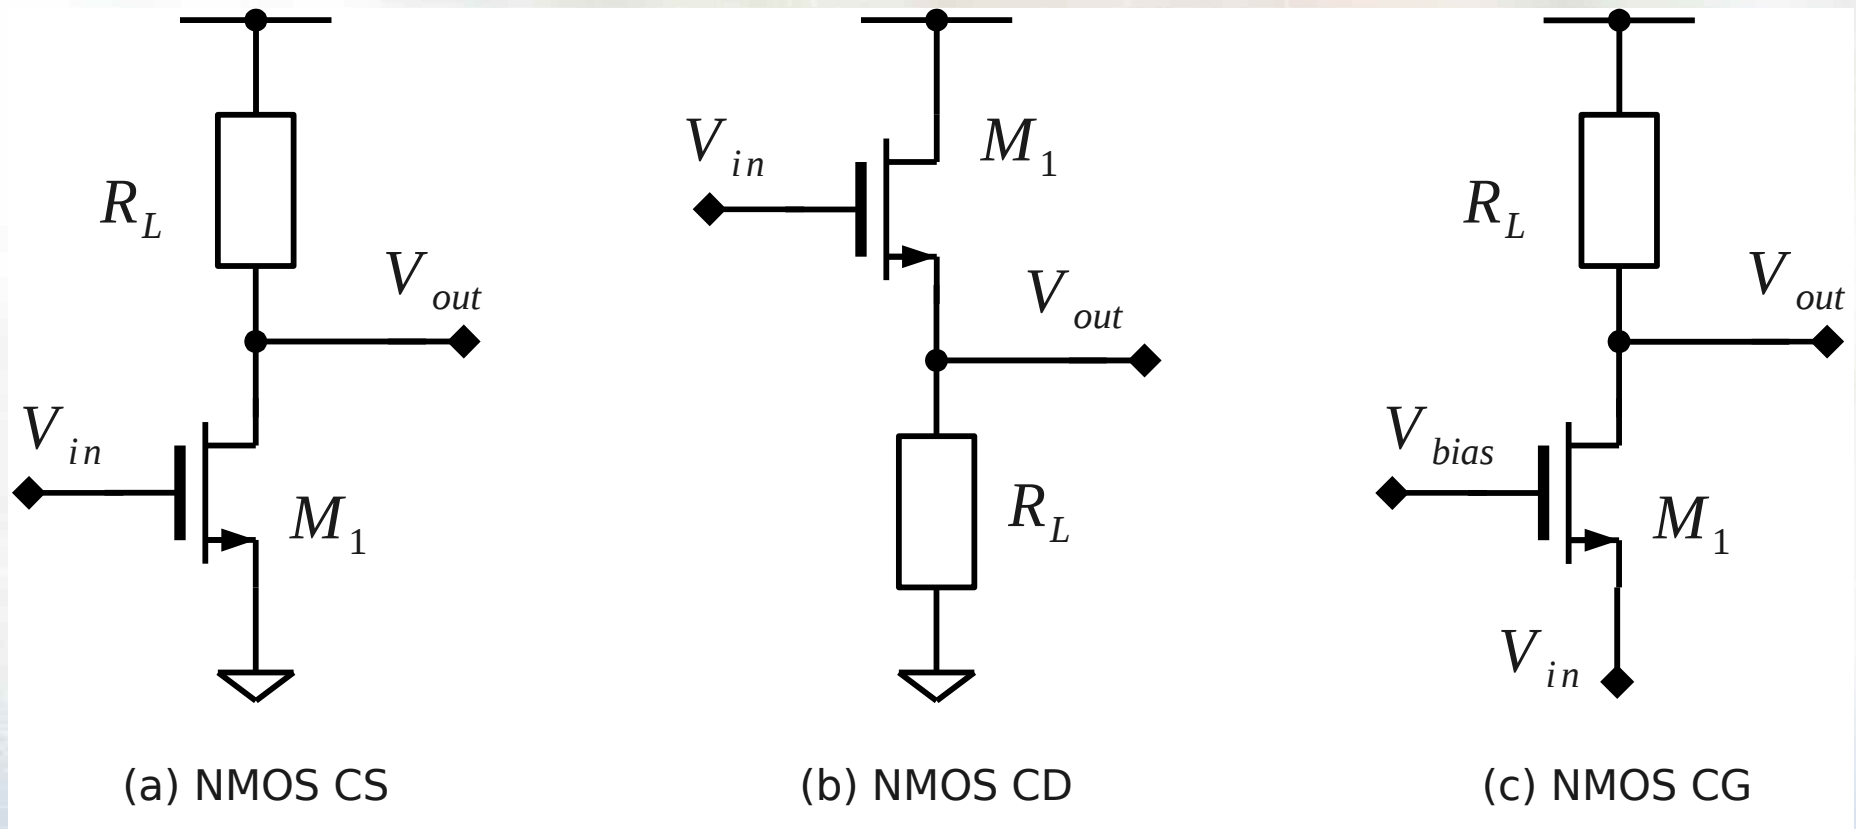 R_L
V_out
V_in
M_1
(a) NMOS CS
V_in
M_1
V_out
R_L
(b) NMOS CD
R_L
V_out
V_bias
M_1
V_in
(c) NMOS CG